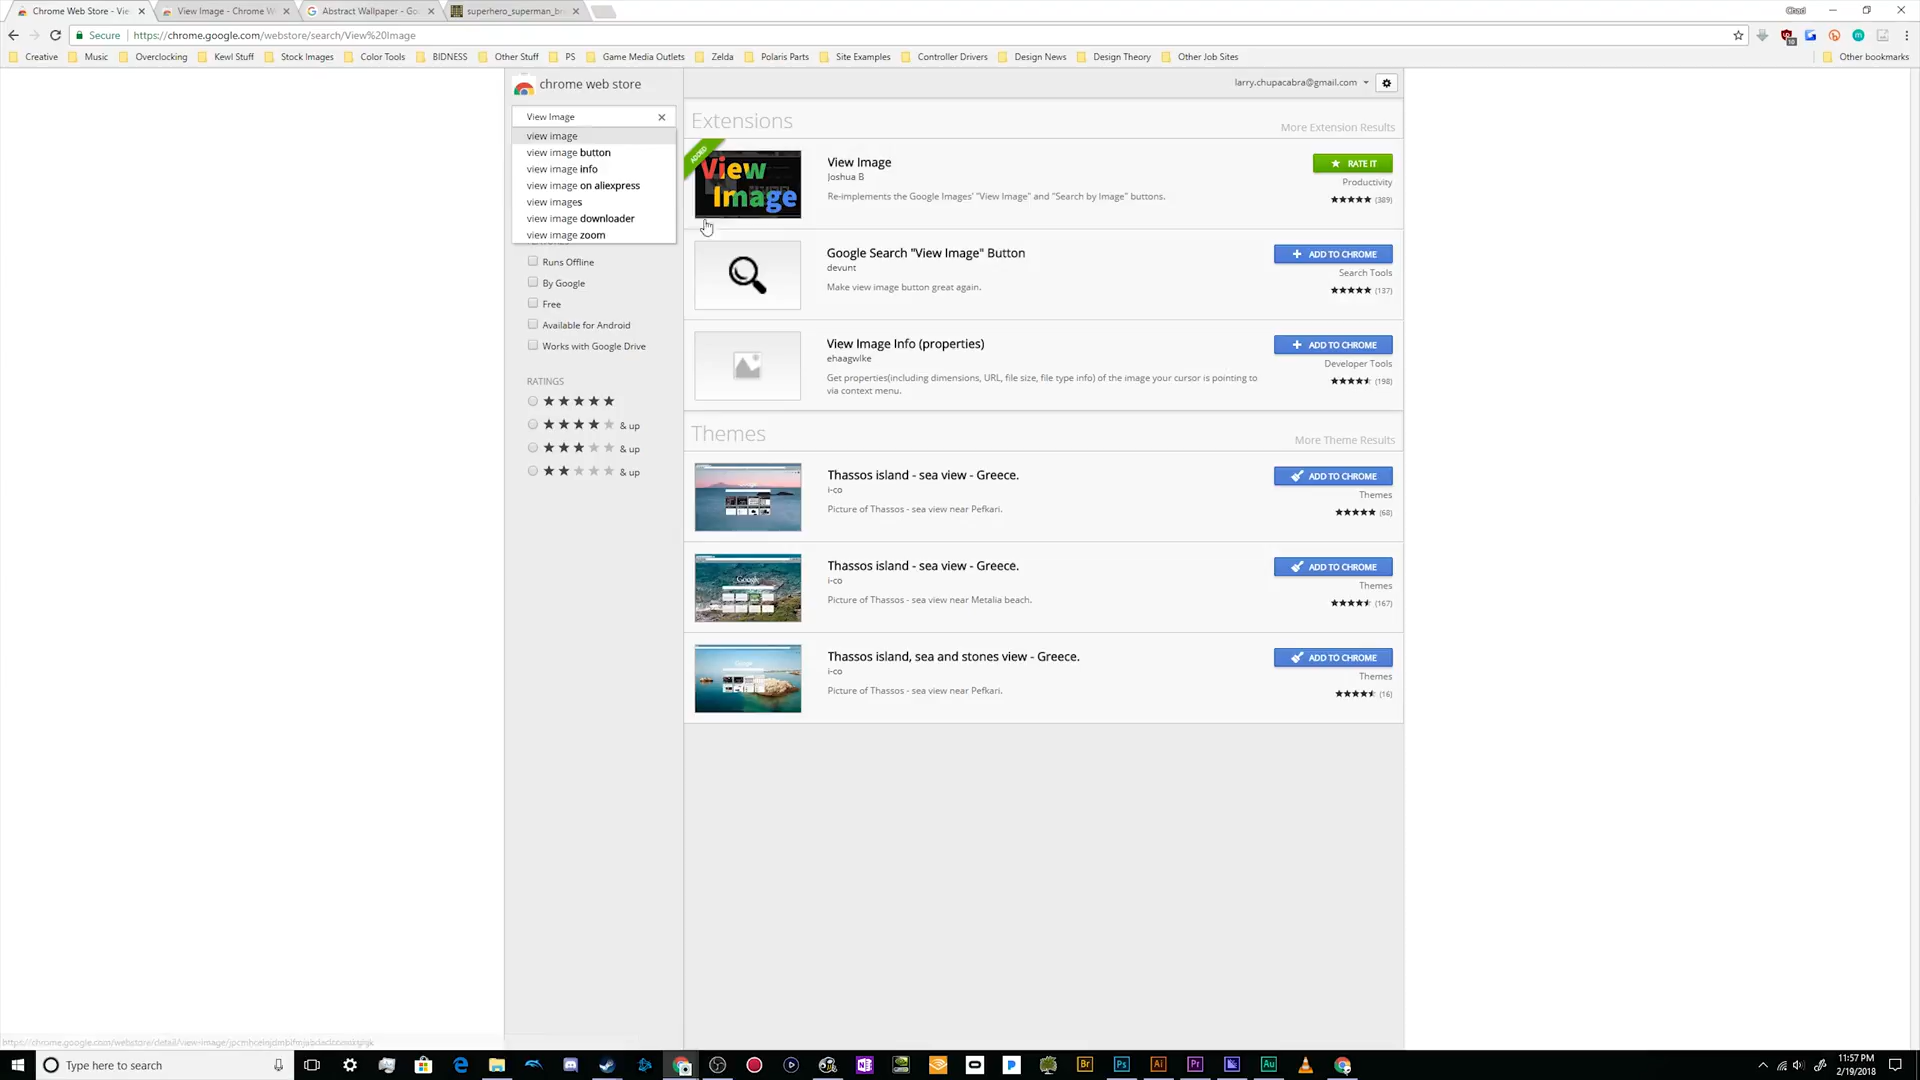 Chrome Web Store - Vie
View Image - Chrome W
Abstract Wallpaper - Go
superhero_superman_br
Chad
Secure
https://chrome.google.com/webstore/search/View%20Image
Creative
Music
Overclocking
Kewl Stuff
Stock Images
Color Tools
BIDNESS
Other Stuff
PS
Game Media Outlets
Zelda
Polaris Parts
Site Examples
Controller Drivers
Design News
Design Theory
Other Job Sites
Other bookmarks
chrome web store
larry.chupacabra@gmail.com
View Image
view image
view image button
view image info
view image on aliexpress
view images
view image downloader
view image zoom
Runs Offline
By Google
Free
Available for Android
Works with Google Drive
RATINGS
& up
& up
& up
Extensions
More Extension Results
ADDED
View
Image
View Image
Joshua B
Re-implements the Google Images' "View Image" and "Search by Image" buttons.
RATE IT
Productivity
(389)
Google Search "View Image" Button
devunt
Make view image button great again.
ADD TO CHROME
Search Tools
(137)
View Image Info (properties)
ehaagwlke
Get properties(including dimensions, URL, file size, file type info) of the image your cursor is pointing to
via context menu.
ADD TO CHROME
Developer Tools
(198)
Themes
More Theme Results
Thassos island - sea view - Greece.
i-co
Picture of Thassos - sea view near Pefkari.
ADD TO CHROME
Themes
(68)
Google
Thassos island - sea view - Greece.
i-co
Picture of Thassos - sea view near Metalia beach.
ADD TO CHROME
Themes
(167)
Thassos island, sea and stones view - Greece.
i-co
Picture of Thassos - sea view near Pefkari.
ADD TO CHROME
Themes
(16)
Type here to search
Br
Ps
Ai
Pr
Au
11:57 PM
2/19/2018